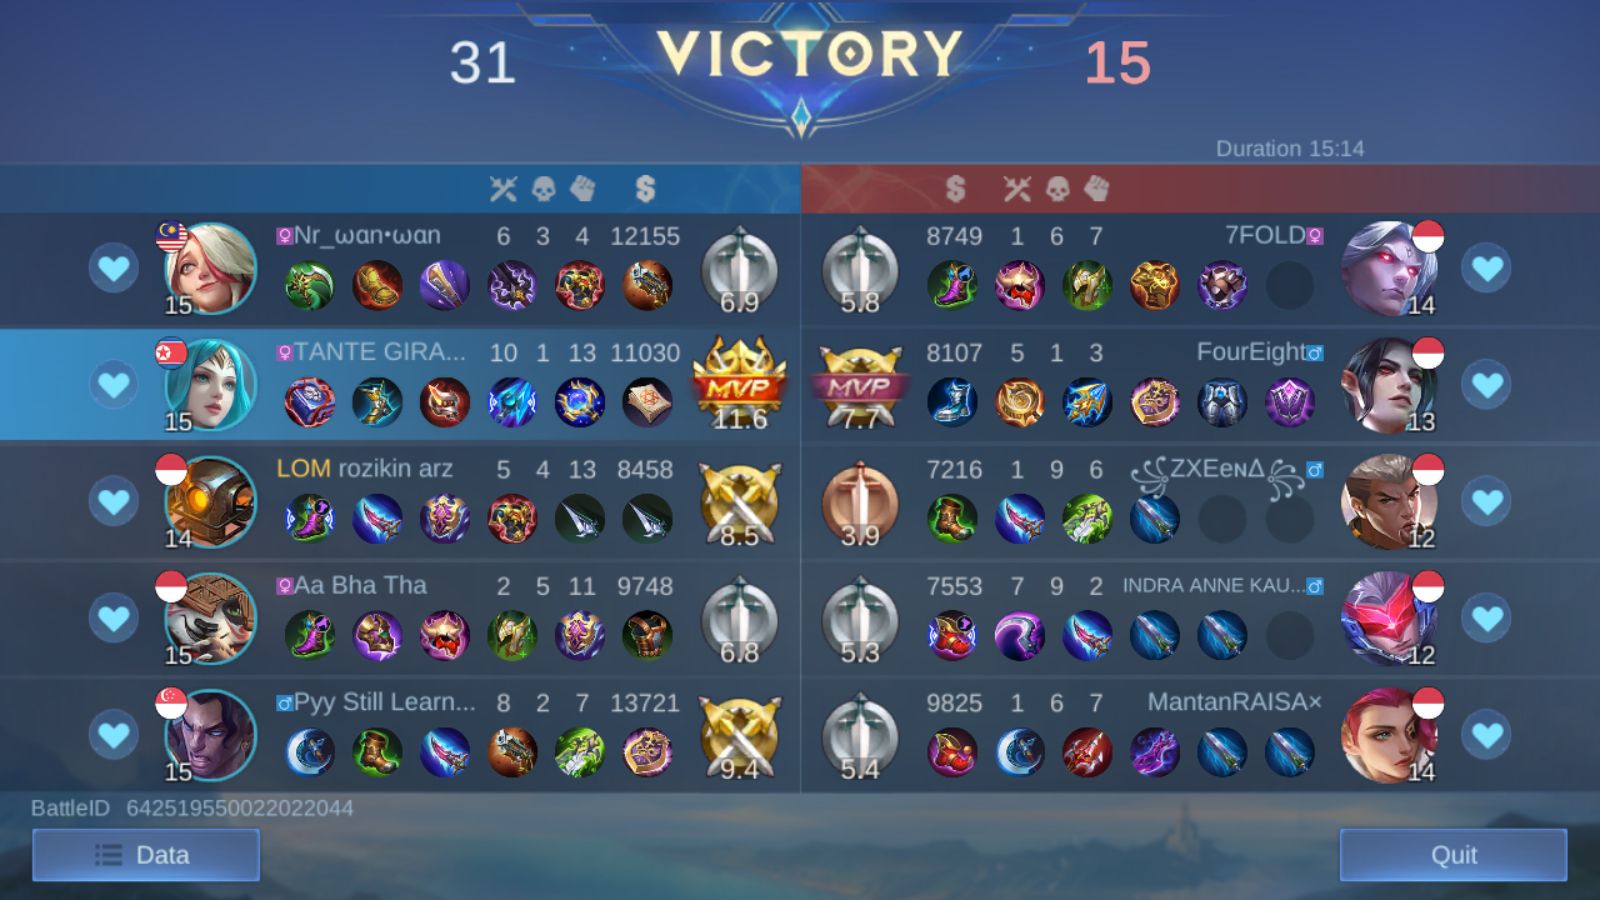 31 VICTORY 15
Duration 15:14
Nr_ωαn•ωαn 6 3 4 12155
15 6.9
8749 1 6 7 7FOLD
5.8 14
TANTE GIRA... 10 1 13 11030
15 MVP 11.6
8107 5 1 3 FourEight
MVP 7.7 13
LOM rozikin arz 5 4 13 8458
14 8.5
7216 1 9 6 ꧁ZXEeɴΔ꧂
3.9 12
Aa Bha Tha 2 5 11 9748
15 6.8
7553 7 9 2 INDRA ANNE KAU...
5.3 12
Pyy Still Learn... 8 2 7 13721
15 9.4
9825 1 6 7 MantanRAISA×
5.4 14
BattleID 642519550022022044
Data
Quit